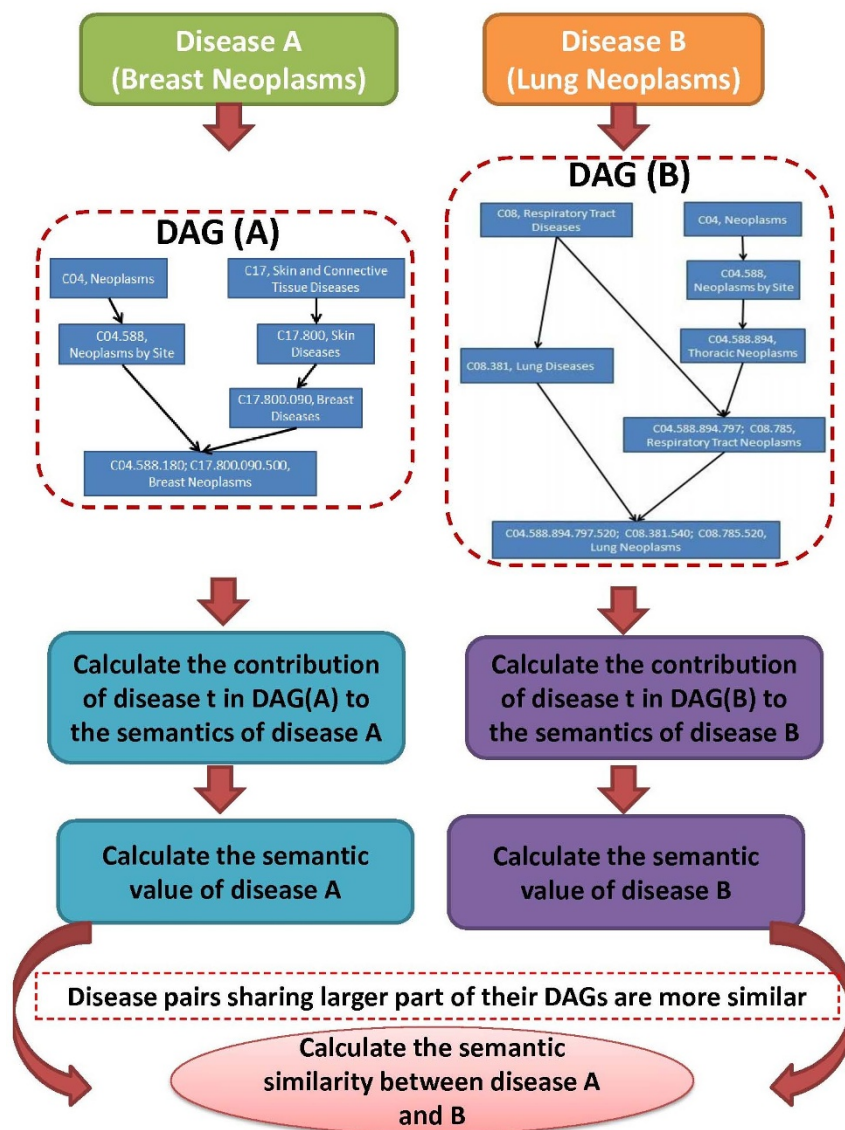 Disease A
(Breast Neoplasms)
Disease B
(Lung Neoplasms)
DAG (A)
C04, Neoplasms
C17, Skin and Connective
Tissue Diseases
C04.588,
Neoplasms by Site
C17.800, Skin
Diseases
C17.800.090, Breast
Diseases
C04.588.180; C17.800.090.500,
Breast Neoplasms
DAG (B)
C08, Respiratory Tract
Diseases
C04, Neoplasms
C04.588,
Neoplasms by Site
C08.381, Lung Diseases
C04.588.894,
Thoracic Neoplasms
C04.588.894.797; C08.785,
Respiratory Tract Neoplasms
C04.588.894.797.520; C08.381.540; C08.785.520,
Lung Neoplasms
Calculate the contribution
of disease t in DAG(A) to
the semantics of disease A
Calculate the contribution
of disease t in DAG(B) to
the semantics of disease B
Calculate the semantic
value of disease A
Calculate the semantic
value of disease B
Disease pairs sharing larger part of their DAGs are more similar
Calculate the semantic
similarity between disease A
and B